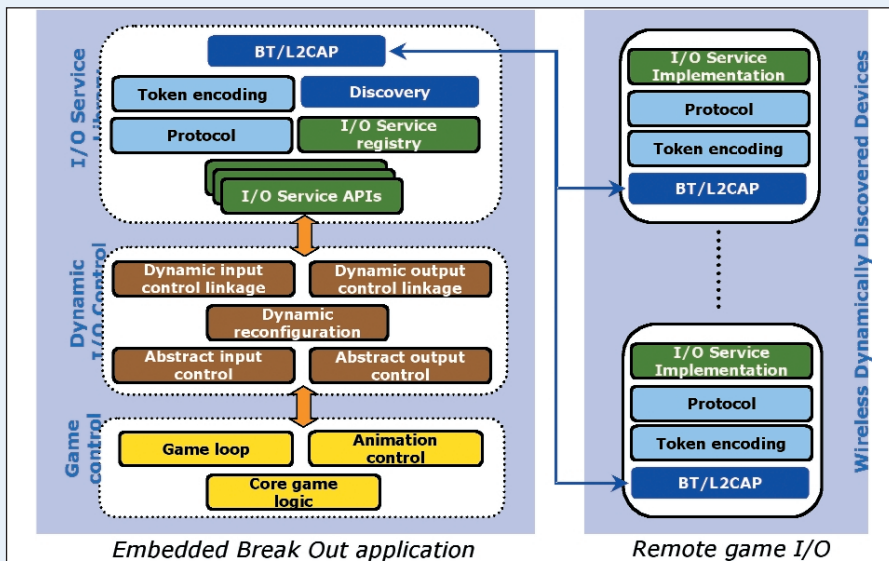 I/O Service
Library
BT/L2CAP
Token encoding
Discovery
Protocol
I/O Service
registry
I/O Service APIs
Dynamic
I/O Control
Dynamic input
control linkage
Dynamic output
control linkage
Dynamic
reconfiguration
Abstract input
control
Abstract output
control
Game
control
Game loop
Animation
control
Core game
logic
Embedded Break Out application
I/O Service
Implementation
Protocol
Token encoding
BT/L2CAP
I/O Service
Implementation
Protocol
Token encoding
BT/L2CAP
Wireless Dynamically Discovered Devices
Remote game I/O